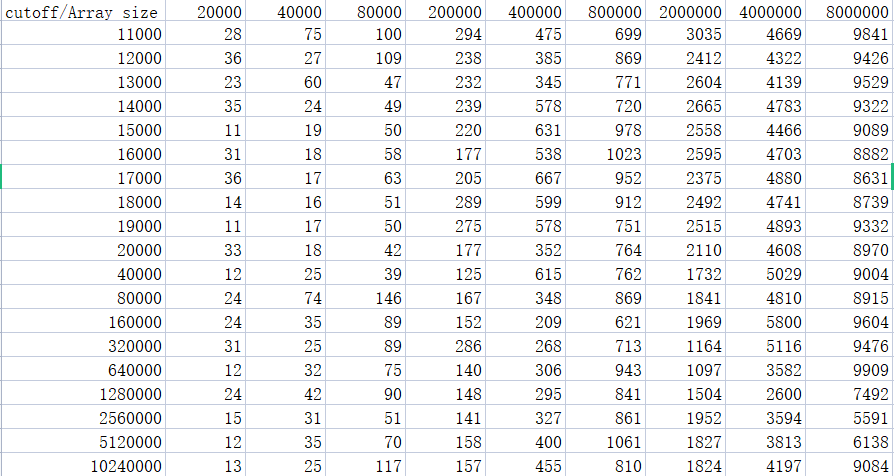 cutoff/Array size 20000 40000 80000 200000 400000 800000 2000000 4000000 8000000
11000 28 75 100 294 475 699 3035 4669 9841
12000 36 27 109 238 385 869 2412 4322 9426
13000 23 60 47 232 345 771 2604 4139 9529
14000 35 24 49 239 578 720 2665 4783 9322
15000 11 19 50 220 631 978 2558 4466 9089
16000 31 18 58 177 538 1023 2595 4703 8882
17000 36 17 63 205 667 952 2375 4880 8631
18000 14 16 51 289 599 912 2492 4741 8739
19000 11 17 50 275 578 751 2515 4893 9332
20000 33 18 42 177 352 764 2110 4608 8970
40000 12 25 39 125 615 762 1732 5029 9004
80000 24 74 146 167 348 869 1841 4810 8915
160000 24 35 89 152 209 621 1969 5800 9604
320000 31 25 89 286 268 713 1164 5116 9476
640000 12 32 75 140 306 943 1097 3582 9909
1280000 24 42 90 148 295 841 1504 2600 7492
2560000 15 31 51 141 327 861 1952 3594 5591
5120000 12 35 70 158 400 1061 1827 3813 6138
10240000 13 25 117 157 455 810 1824 4197 9084